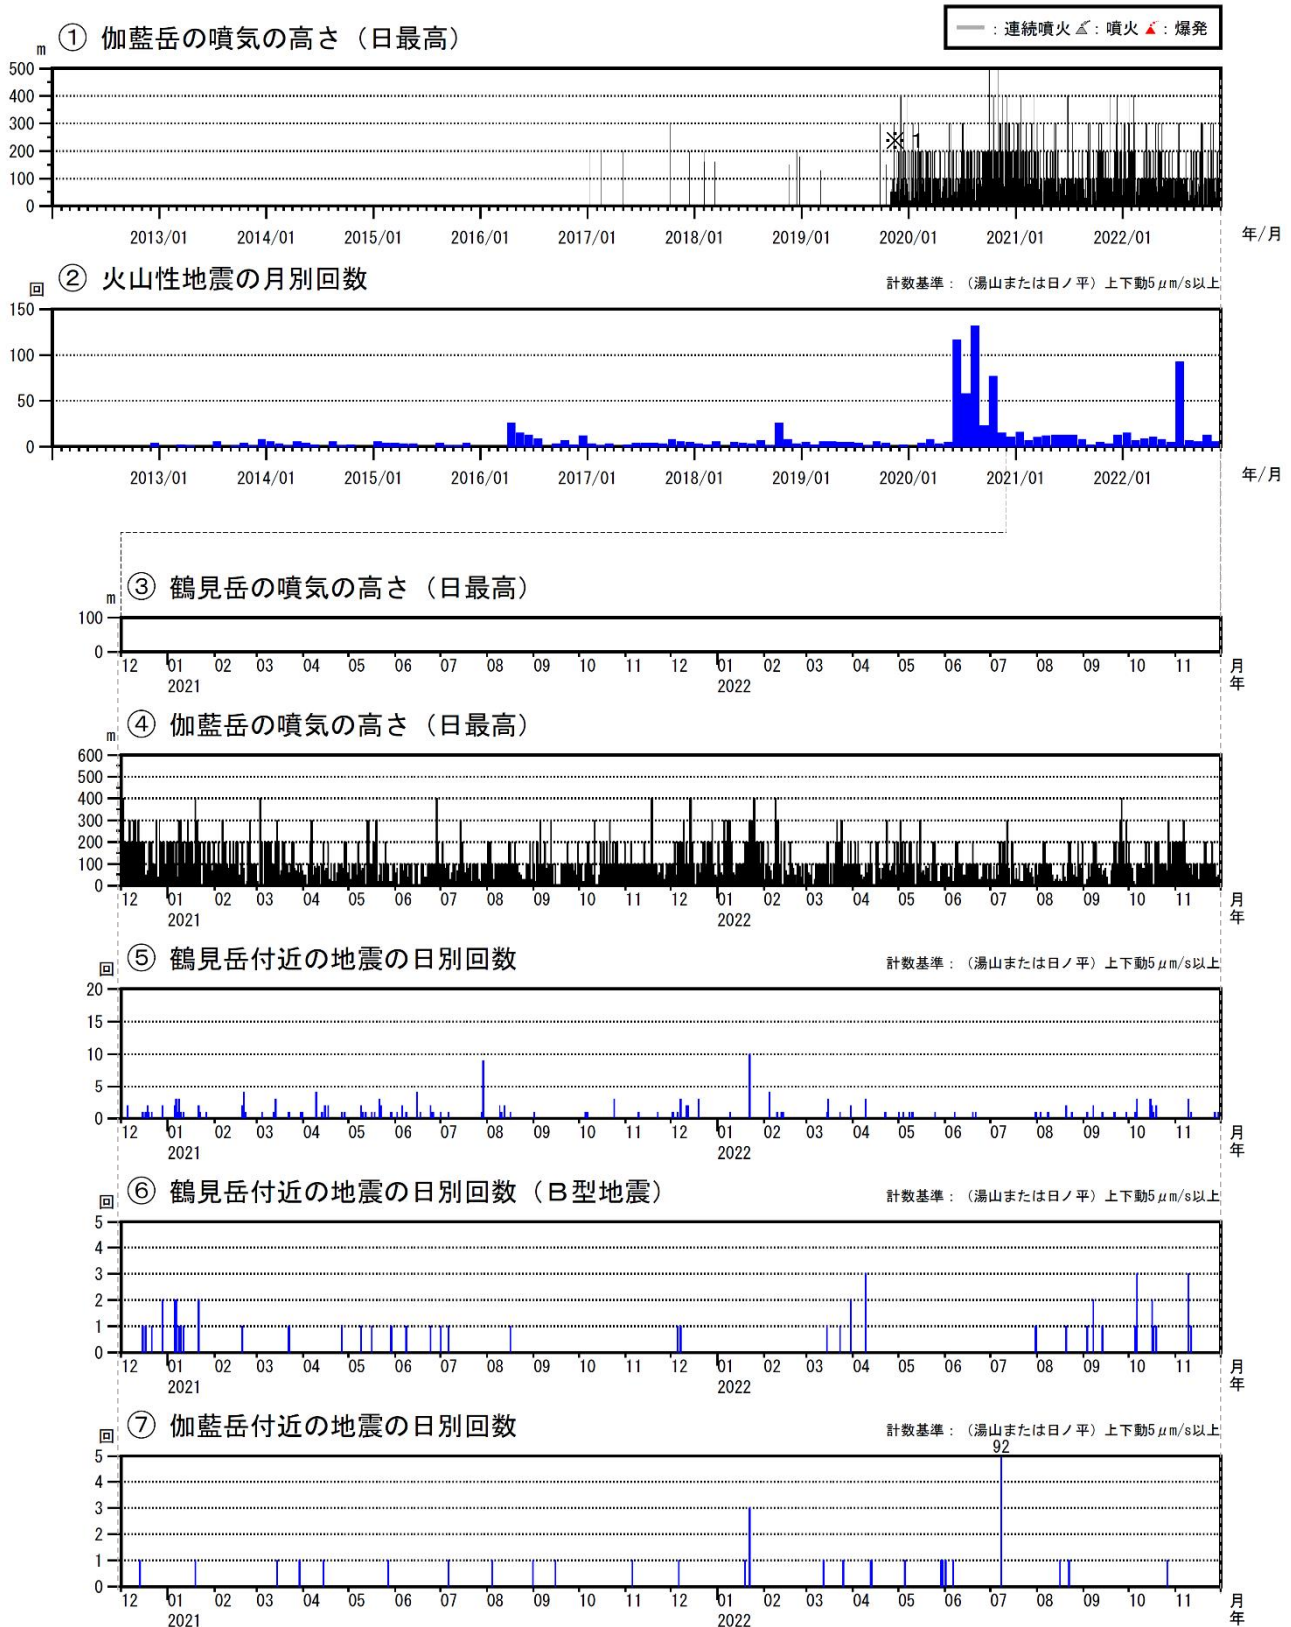 — : 連続噴火 : 噴火 : 爆発
① 伽藍岳の噴気の高さ（日最高）
m
500
400
300
200
100
0
※1
2013/01 2014/01 2015/01 2016/01 2017/01 2018/01 2019/01 2020/01 2021/01 2022/01 年/月
② 火山性地震の月別回数
計数基準：（湯山または日ノ平）上下動5μm/s以上
回
150
100
50
0
2013/01 2014/01 2015/01 2016/01 2017/01 2018/01 2019/01 2020/01 2021/01 2022/01 年/月
③ 鶴見岳の噴気の高さ（日最高）
m
100
0
12 01 02 03 04 05 06 07 08 09 10 11 12 01 02 03 04 05 06 07 08 09 10 11 月
2021 2022 年
④ 伽藍岳の噴気の高さ（日最高）
m
600
500
400
300
200
100
0
12 01 02 03 04 05 06 07 08 09 10 11 12 01 02 03 04 05 06 07 08 09 10 11 月
2021 2022 年
⑤ 鶴見岳付近の地震の日別回数
計数基準：（湯山または日ノ平）上下動5μm/s以上
回
20
15
10
5
0
12 01 02 03 04 05 06 07 08 09 10 11 12 01 02 03 04 05 06 07 08 09 10 11 月
2021 2022 年
⑥ 鶴見岳付近の地震の日別回数（Ｂ型地震）
計数基準：（湯山または日ノ平）上下動5μm/s以上
回
5
4
3
2
1
0
12 01 02 03 04 05 06 07 08 09 10 11 12 01 02 03 04 05 06 07 08 09 10 11 月
2021 2022 年
⑦ 伽藍岳付近の地震の日別回数
計数基準：（湯山または日ノ平）上下動5μm/s以上
回
92
5
4
3
2
1
0
12 01 02 03 04 05 06 07 08 09 10 11 12 01 02 03 04 05 06 07 08 09 10 11 月
2021 2022 年